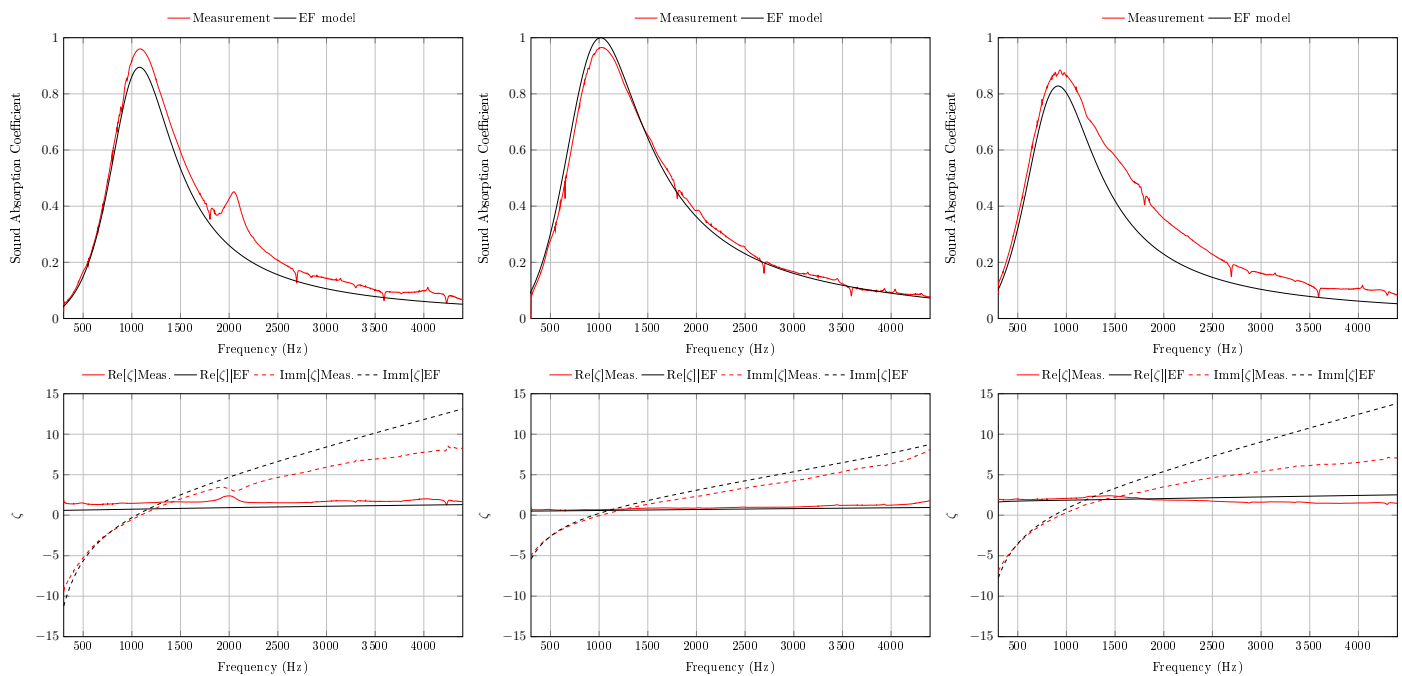 Measurement EF model
Sound Absorption Coefficient
1
0.8
0.6
0.4
0.2
0
500 1000 1500 2000 2500 3000 3500 4000
Frequency (Hz)
Measurement EF model
Sound Absorption Coefficient
1
0.8
0.6
0.4
0.2
0
500 1000 1500 2000 2500 3000 3500 4000
Frequency (Hz)
Measurement EF model
Sound Absorption Coefficient
1
0.8
0.6
0.4
0.2
0
500 1000 1500 2000 2500 3000 3500 4000
Frequency (Hz)
Re[ζ]Meas. Re[ζ]|EF Imm[ζ]Meas. Imm[ζ]EF
ζ
15
10
5
0
−5
−10
−15
500 1000 1500 2000 2500 3000 3500 4000
Frequency (Hz)
Re[ζ]Meas. Re[ζ]|EF Imm[ζ]Meas. Imm[ζ]EF
ζ
15
10
5
0
−5
−10
−15
500 1000 1500 2000 2500 3000 3500 4000
Frequency (Hz)
Re[ζ]Meas. Re[ζ]|EF Imm[ζ]Meas. Imm[ζ]EF
ζ
15
10
5
0
−5
−10
−15
500 1000 1500 2000 2500 3000 3500 4000
Frequency (Hz)